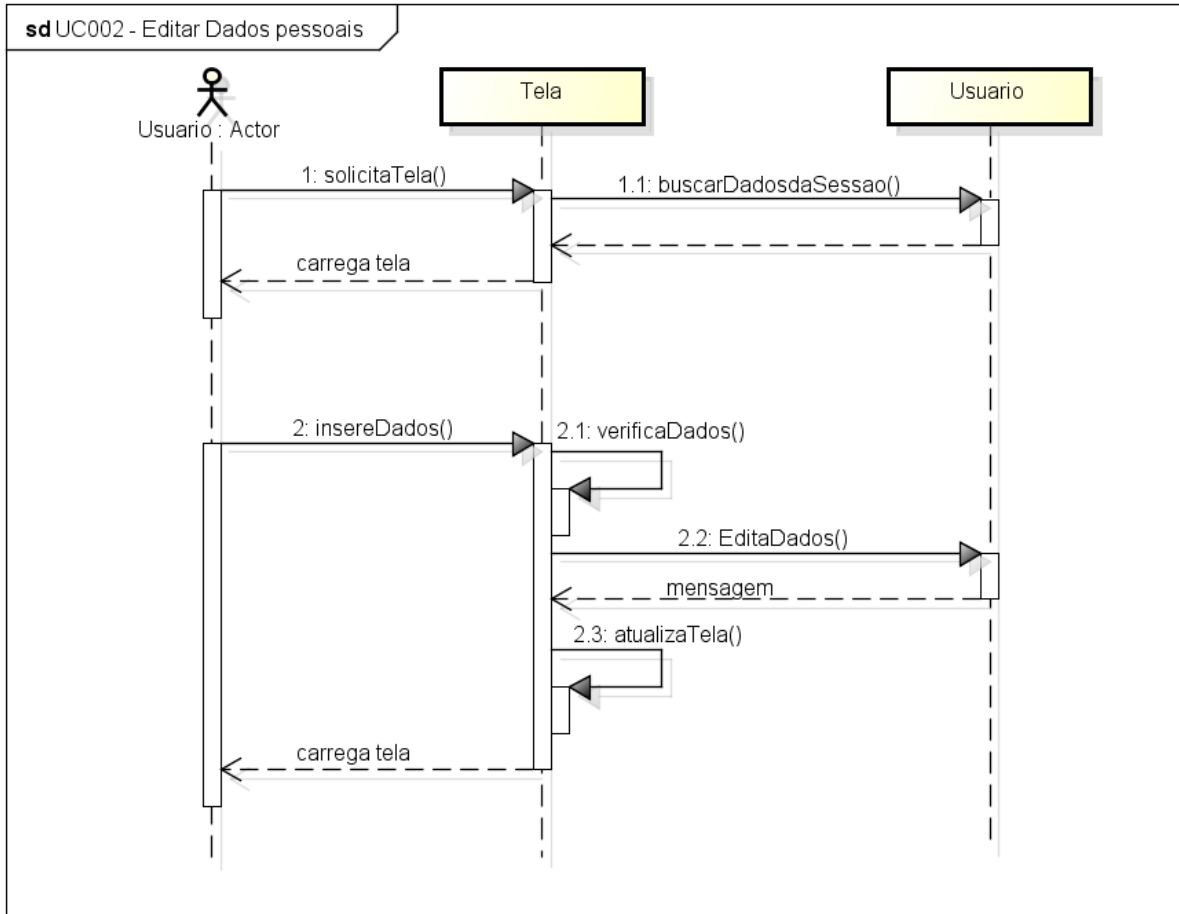 sd UC002 - Editar Dados pessoais
Usuario : Actor
Tela
Usuario
1: solicitaTela()
1.1: buscarDadosdaSessao()
carrega tela
2: insereDados()
2.1: verificaDados()
2.2: EditaDados()
mensagem
2.3: atualizaTela()
carrega tela